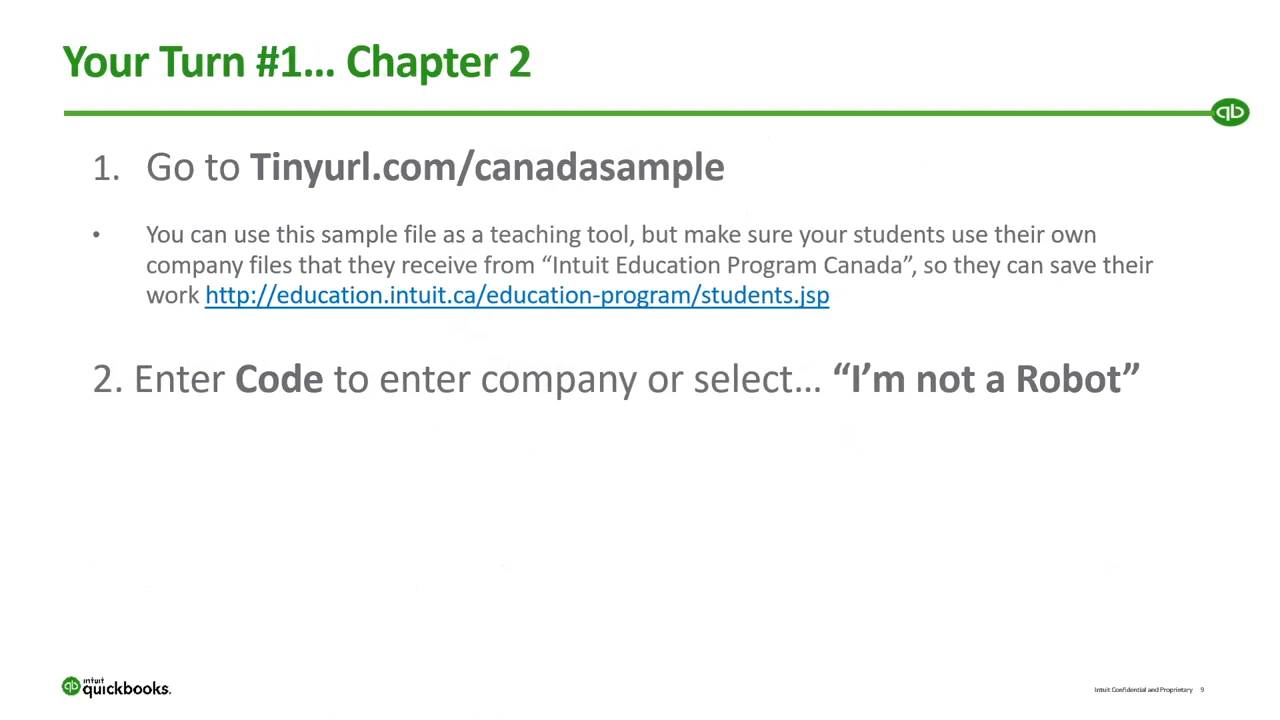 Your Turn #1... Chapter 2
qb
1. Go to Tinyurl.com/canadasample
• You can use this sample file as a teaching tool, but make sure your students use their own
company files that they receive from “Intuit Education Program Canada”, so they can save their
work http://education.intuit.ca/education-program/students.jsp
2. Enter Code to enter company or select... “I’m not a Robot”
qb intuit
quickbooks.
Intuit Confidential and Proprietary 9